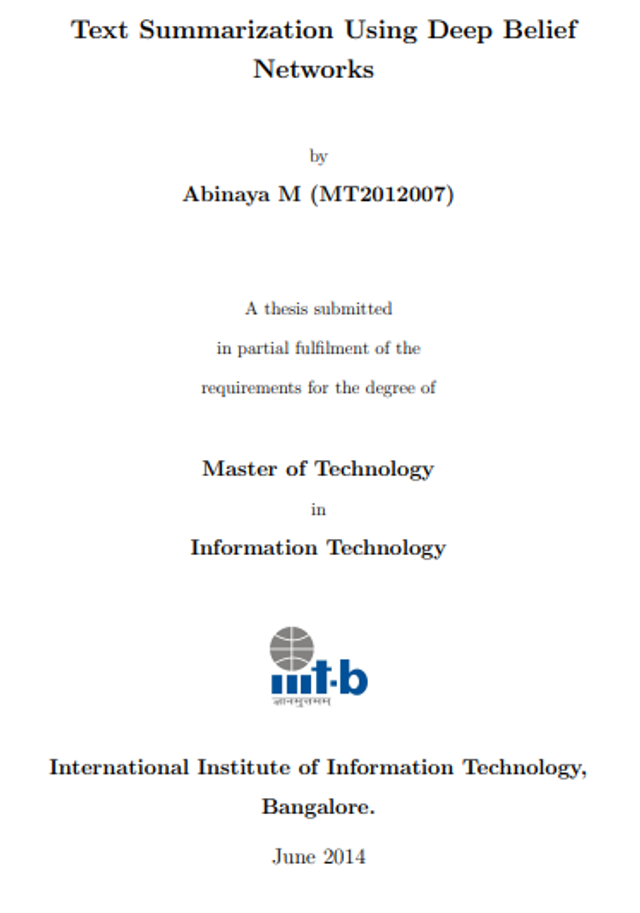 Text Summarization Using Deep Belief
Networks
by
Abinaya M (MT2012007)
A thesis submitted
in partial fulfilment of the
requirements for the degree of
Master of Technology
in
Information Technology
iiit-b
ज्ञानमुत्तमम्
International Institute of Information Technology,
Bangalore.
June 2014